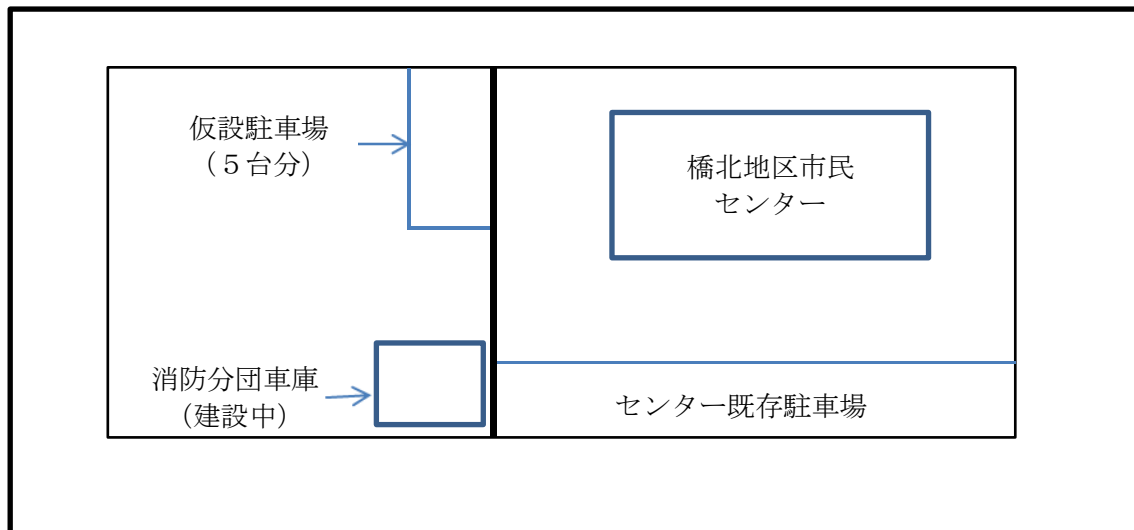 仮設駐車場
（５台分）
橋北地区市民
センター
消防分団車庫
（建設中）
センター既存駐車場